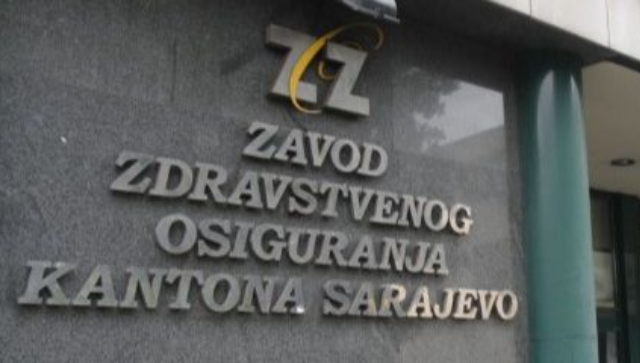 ZZ
ZAVOD
ZDRAVSTVENOG
OSIGURANJA
KANTONA SARAJEVO